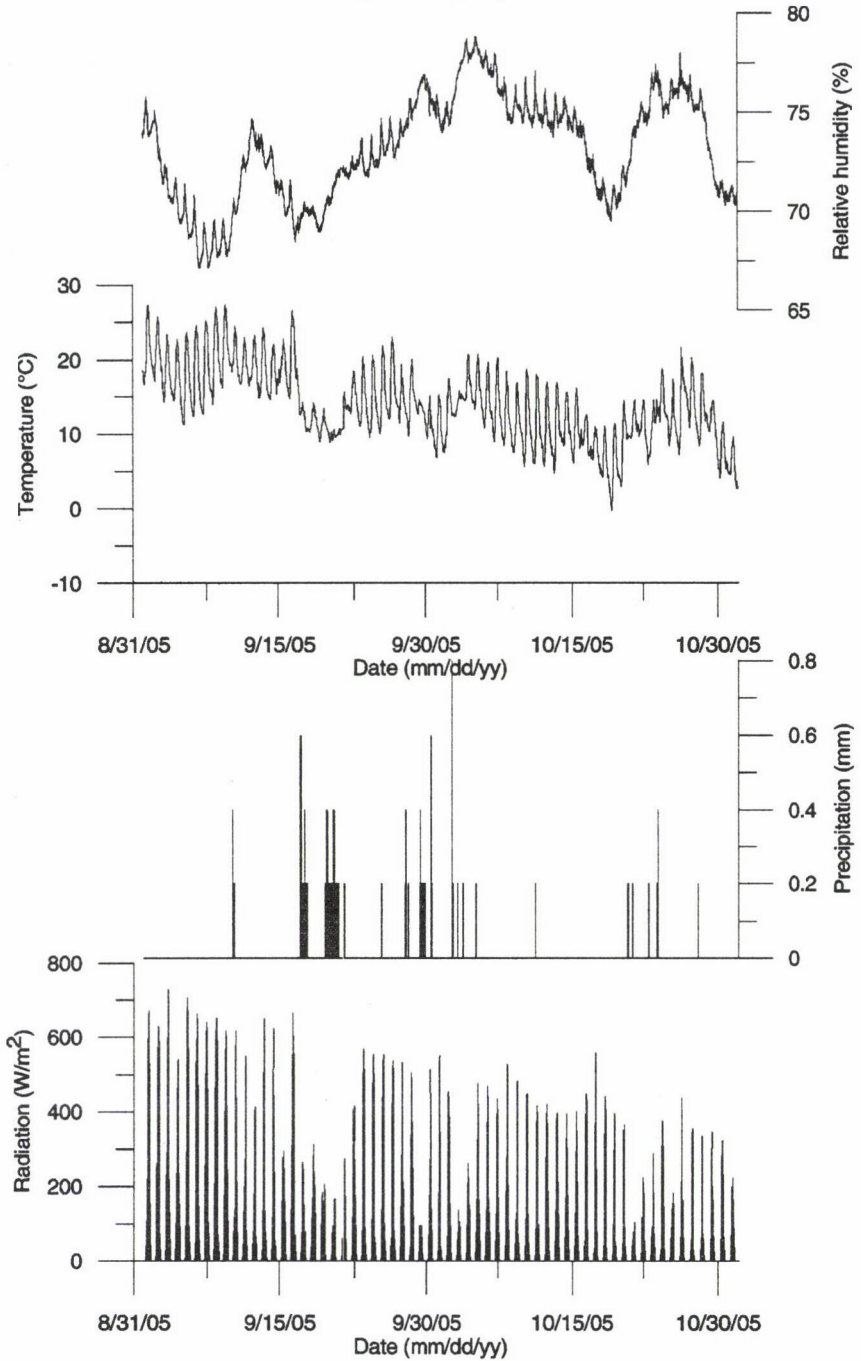 80
75
70
65
Relative humidity (%)
30
20
10
0
-10
Temperature (°C)
8/31/05 9/15/05 9/30/05 10/15/05 10/30/05
Date (mm/dd/yy)
0.8
0.6
0.4
0.2
0
Precipitation (mm)
800
600
400
200
0
Radiation (W/m²)
8/31/05 9/15/05 9/30/05 10/15/05 10/30/05
Date (mm/dd/yy)